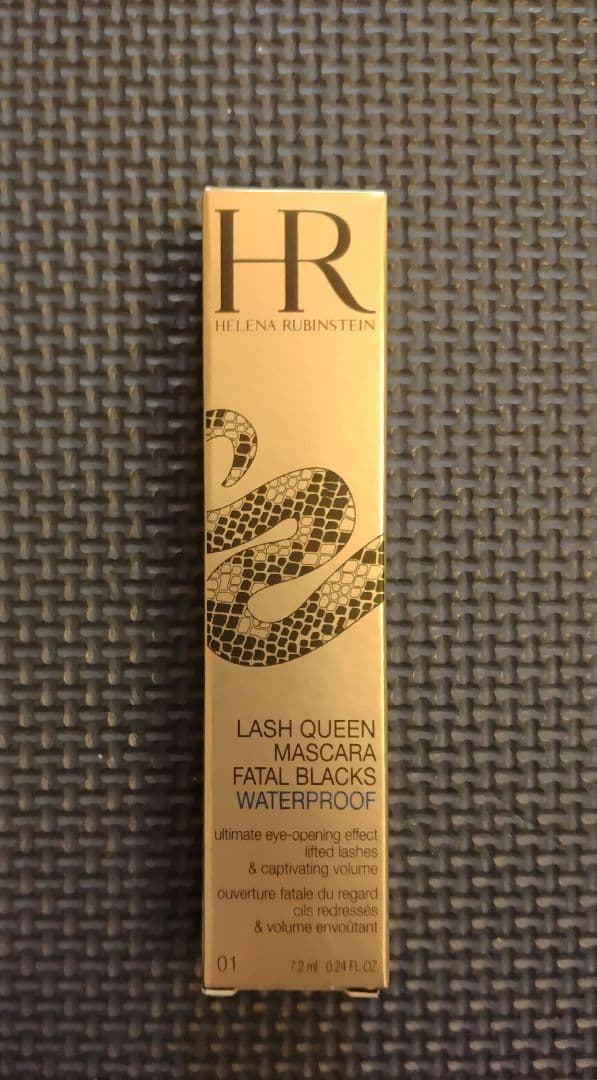 HR
HELENA RUBINSTEIN
LASH QUEEN
MASCARA
FATAL BLACKS
WATERPROOF
ultimate eye-opening effect
lifted lashes
& captivating volume
ouverture fatale du regard
cils redressés
& volume envoûtant
01 7.2 ml 0.24 FL.OZ